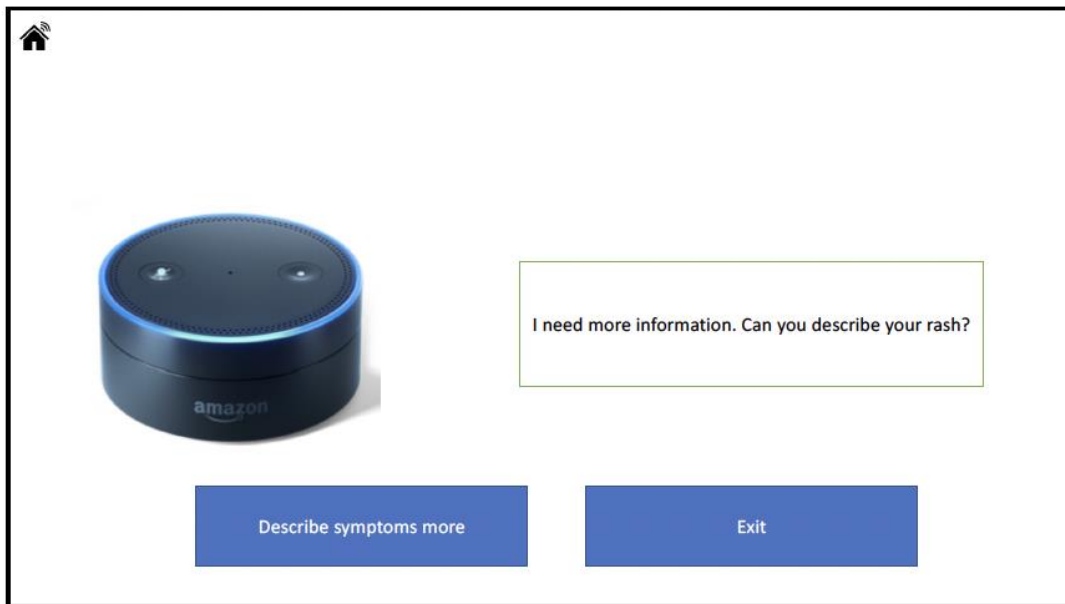 I need more information. Can you describe your rash?
amazon
Describe symptoms more
Exit